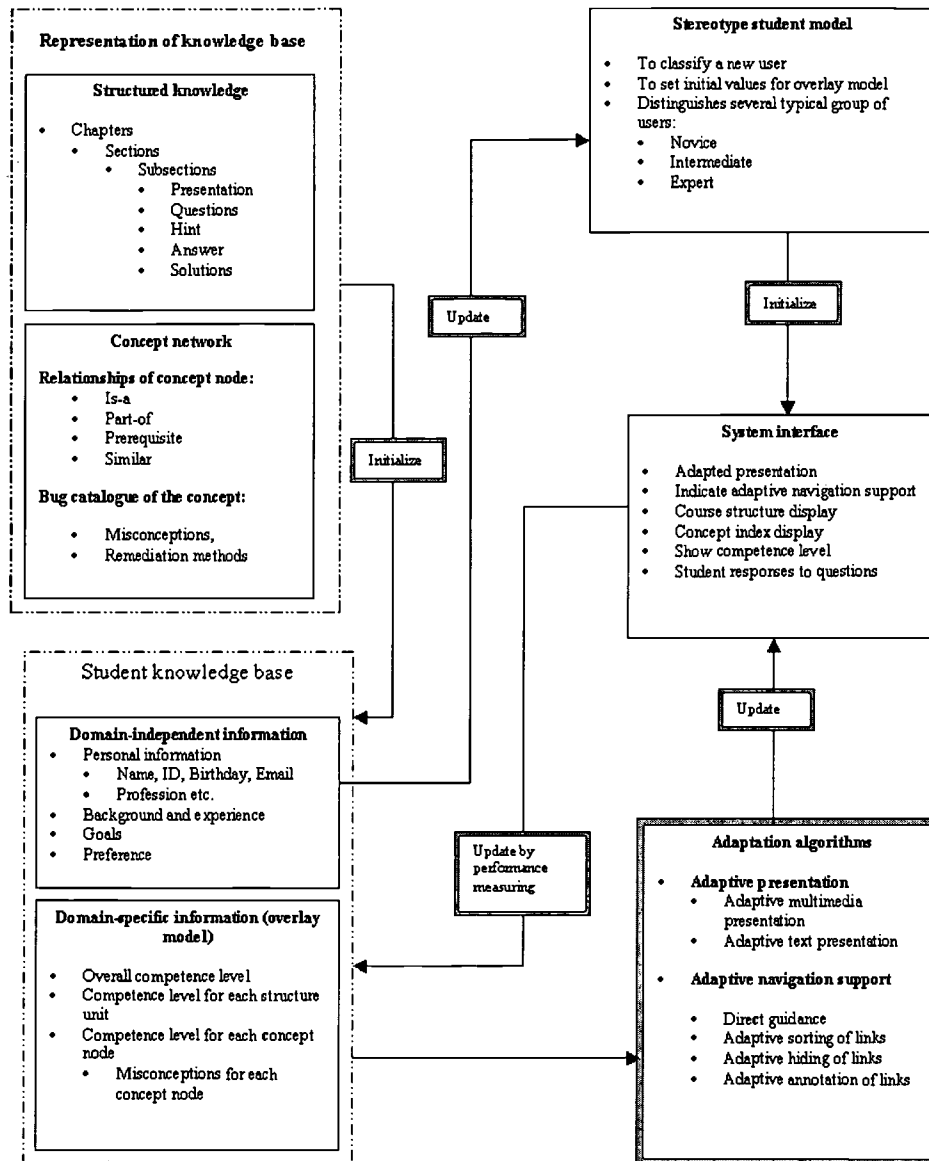 Representation of knowledge base
Structured knowledge
• Chapters
• Sections
• Subsections
• Presentation
• Questions
• Hint
• Answer
• Solutions
Concept network
Relationships of concept node:
• Is-a
• Part-of
• Prerequisite
• Similar
Bug catalogue of the concept:
• Misconceptions,
• Remediation methods
Stereotype student model
• To classify a new user
• To set initial values for overlay model
• Distinguishes several typical group of
users:
• Novice
• Intermediate
• Expert
Update
Initialize
Initialize
System interface
• Adapted presentation
• Indicate adaptive navigation support
• Course structure display
• Concept index display
• Show competence level
• Student responses to questions
Student knowledge base
Domain-independent information
• Personal information
• Name, ID, Birthday, Email
• Profession etc.
• Background and experience
• Goals
• Preference
Domain-specific information (overlay
model)
• Overall competence level
• Competence level for each structure
unit
• Competence level for each concept
node
• Misconceptions for each
concept node
Update by
performance
measuring
Update
Adaptation algorithms
• Adaptive presentation
• Adaptive multimedia
presentation
• Adaptive text presentation
• Adaptive navigation support
• Direct guidance
• Adaptive sorting of links
• Adaptive hiding of links
• Adaptive annotation of links